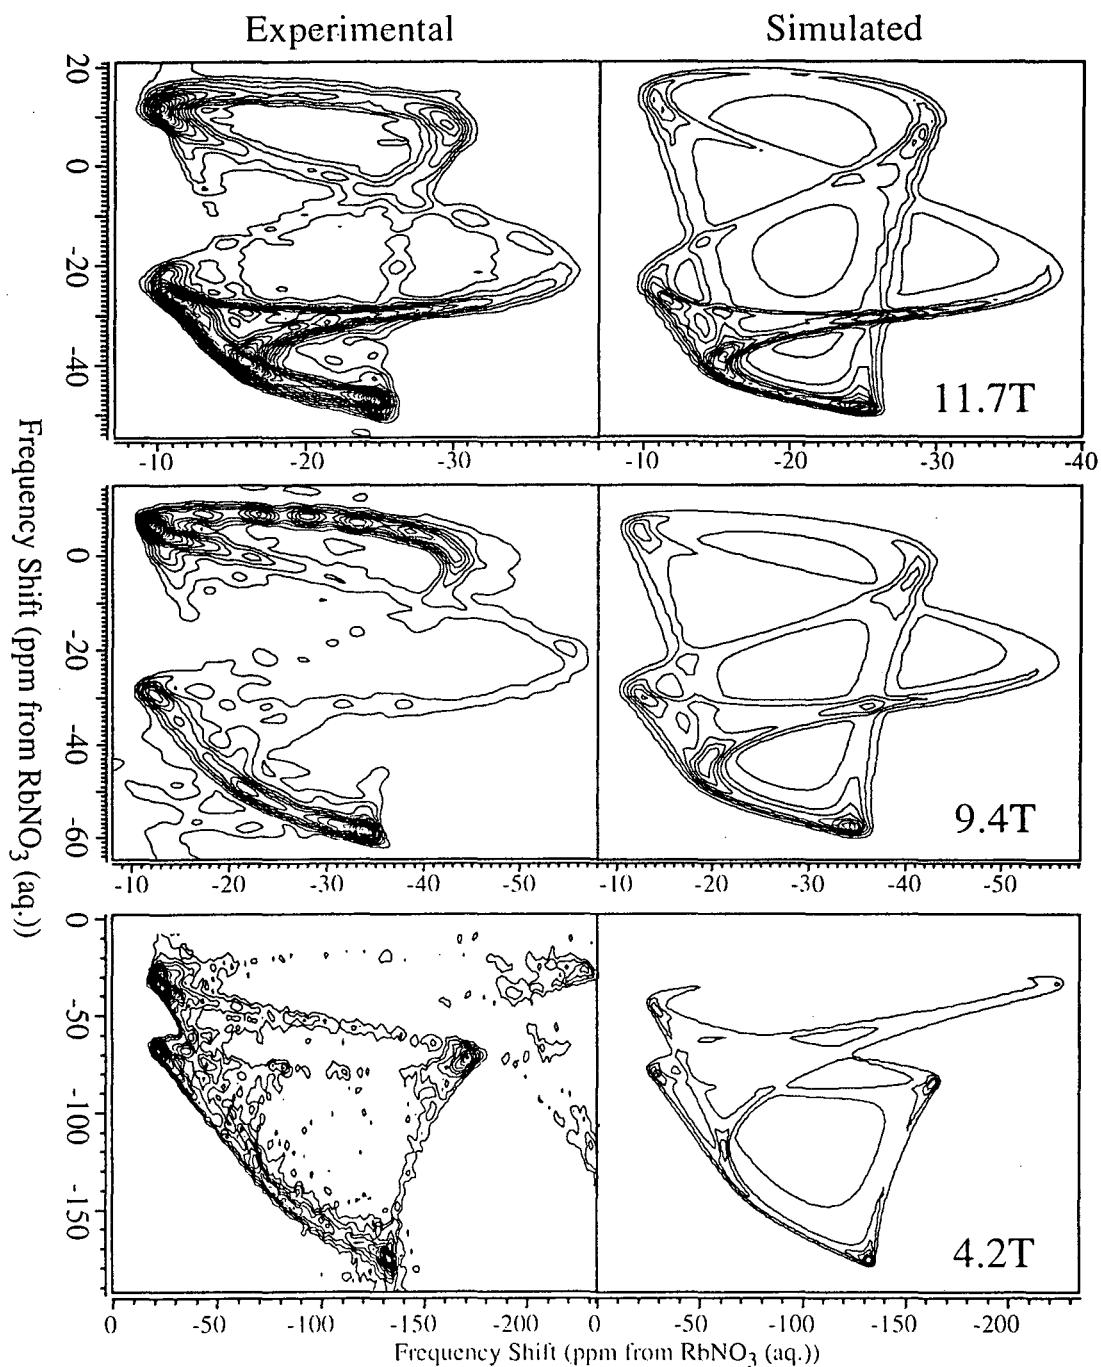 Experimental Simulated
20
0
-20
-40
11.7T
-10 -20 -30 -10 -20 -30 -40
0
-20
-40
-60
9.4T
-10 -20 -30 -40 -50 -10 -20 -30 -40 -50
0
-50
-100
-150
4.2T
0 -50 -100 -150 -200 0 -50 -100 -150 -200
Frequency Shift (ppm from RbNO3 (aq.))
Frequency Shift (ppm from RbNO3 (aq.))